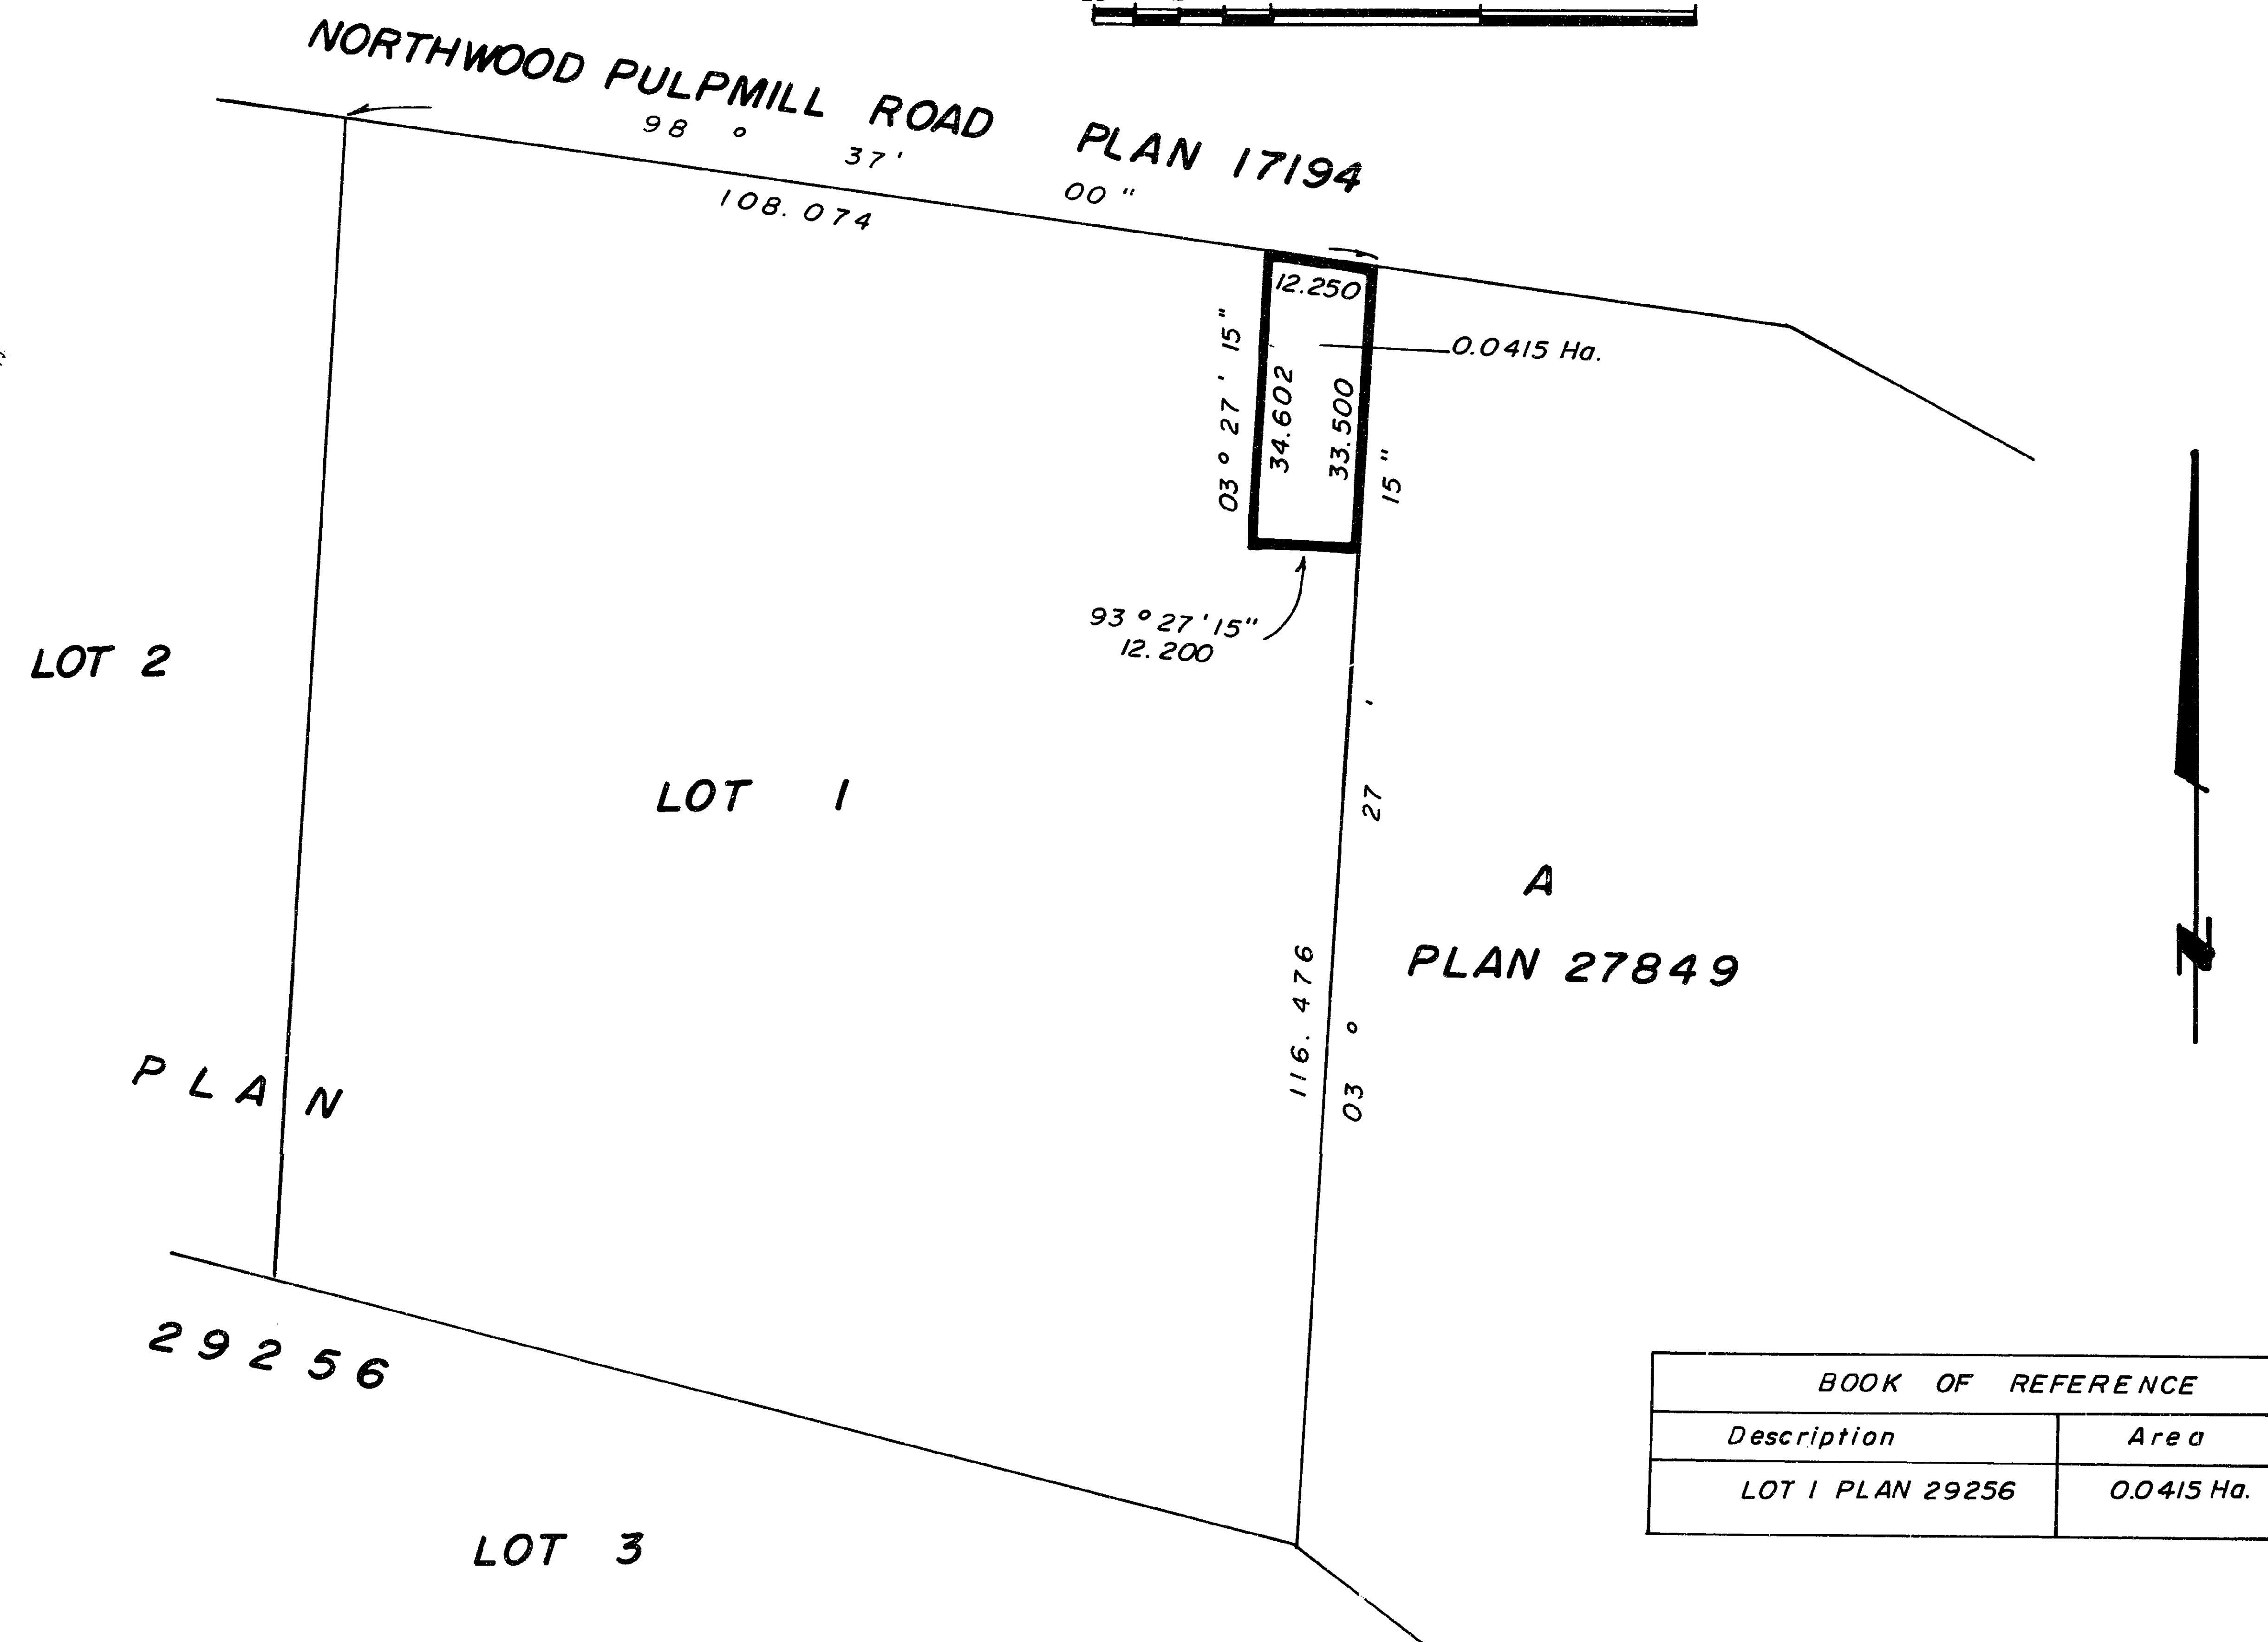 NORTHWOOD PULPMILL ROAD PLAN 17194
98° 37' 00"
108.074
12.250
0.0415 Ha.
03° 27' 15"
34.602
33.500
93°27'15"
12.200
LOT 2
LOT 1
03° 27' 15"
116.476
A
PLAN 27849
N
PLAN
29256
LOT 3
BOOK OF REFERENCE
Description Area
LOT 1 PLAN 29256 0.0415 Ha.